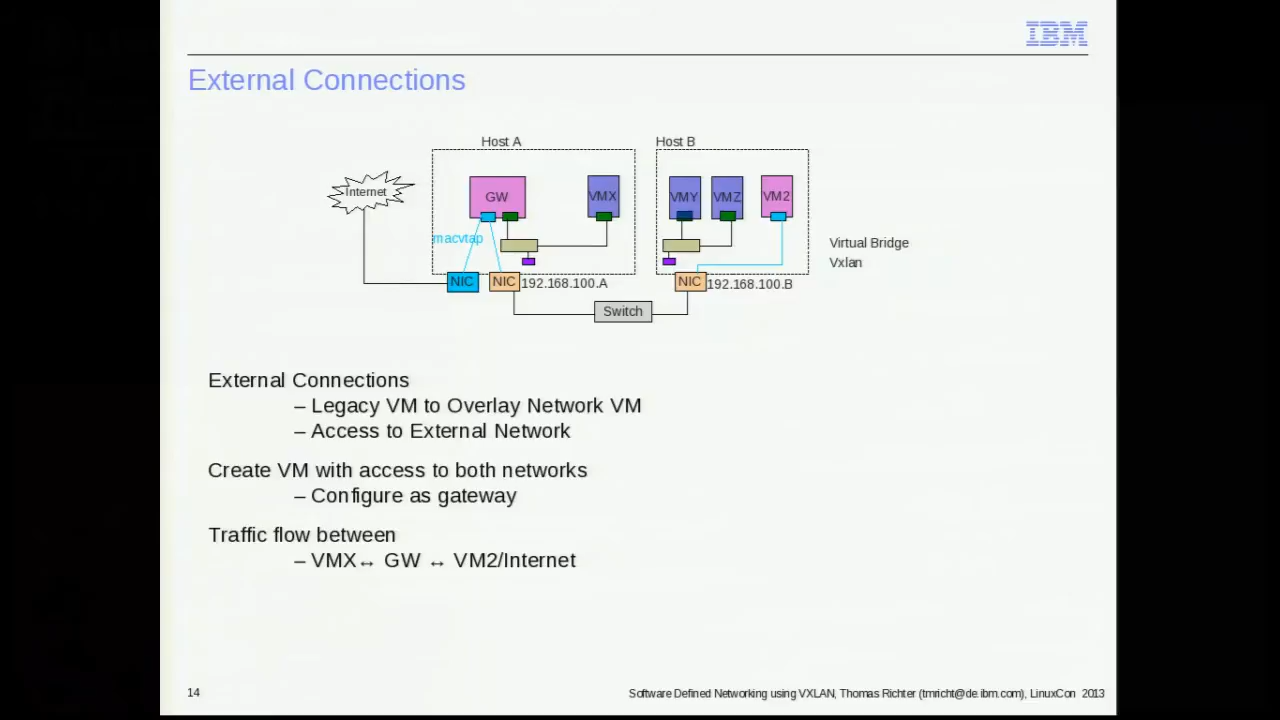 IBM
External Connections
Host A
Host B
Internet
GW
VMX
VMY
VMZ
VM2
macvtap
Virtual Bridge
Vxlan
NIC
NIC
192.168.100.A
NIC
192.168.100.B
Switch
External Connections
– Legacy VM to Overlay Network VM
– Access to External Network
Create VM with access to both networks
– Configure as gateway
Traffic flow between
– VMX↔ GW ↔ VM2/Internet
14
Software Defined Networking using VXLAN, Thomas Richter (tmricht@de.ibm.com), LinuxCon 2013